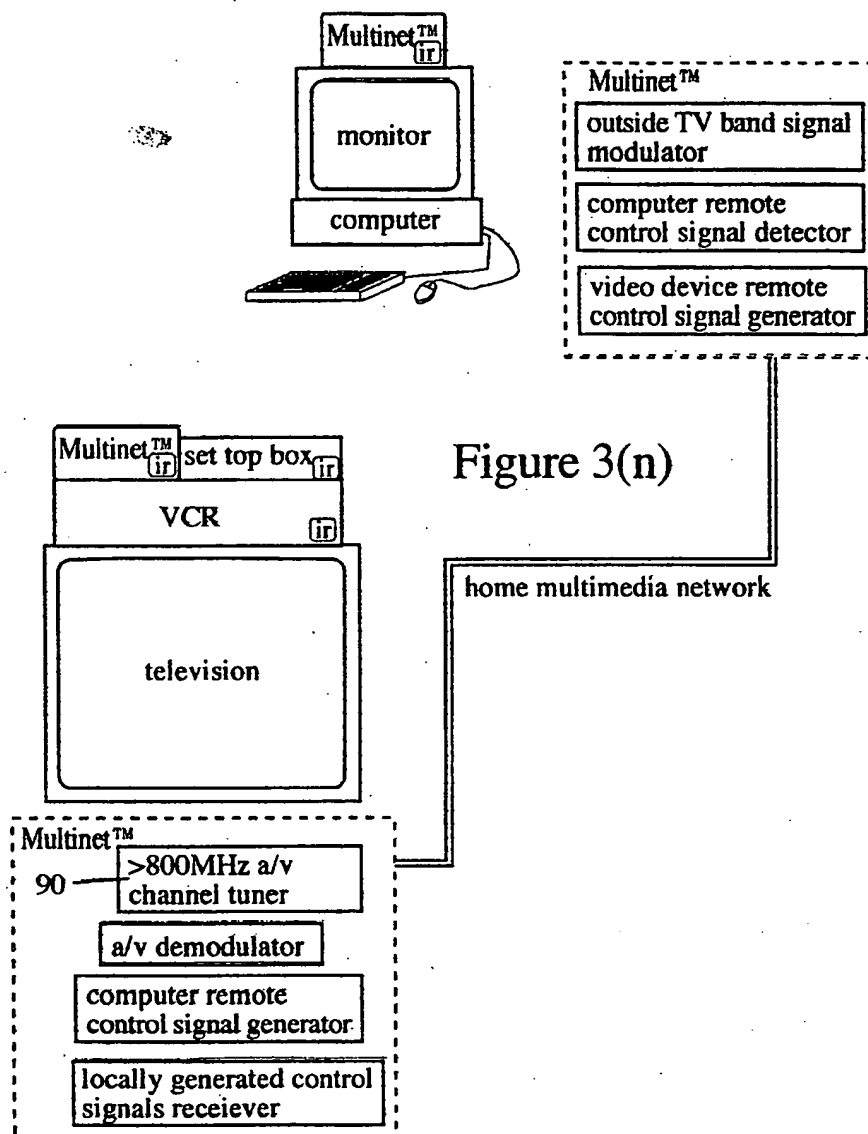 Multinet™
ir
monitor
computer
Multinet™
outside TV band signal
modulator
computer remote
control signal detector
video device remote
control signal generator
Multinet™
ir
set top box
ir
VCR
ir
television
Figure 3(n)
home multimedia network
Multinet™
90
>800MHz a/v
channel tuner
a/v demodulator
computer remote
control signal generator
locally generated control
signals receiever